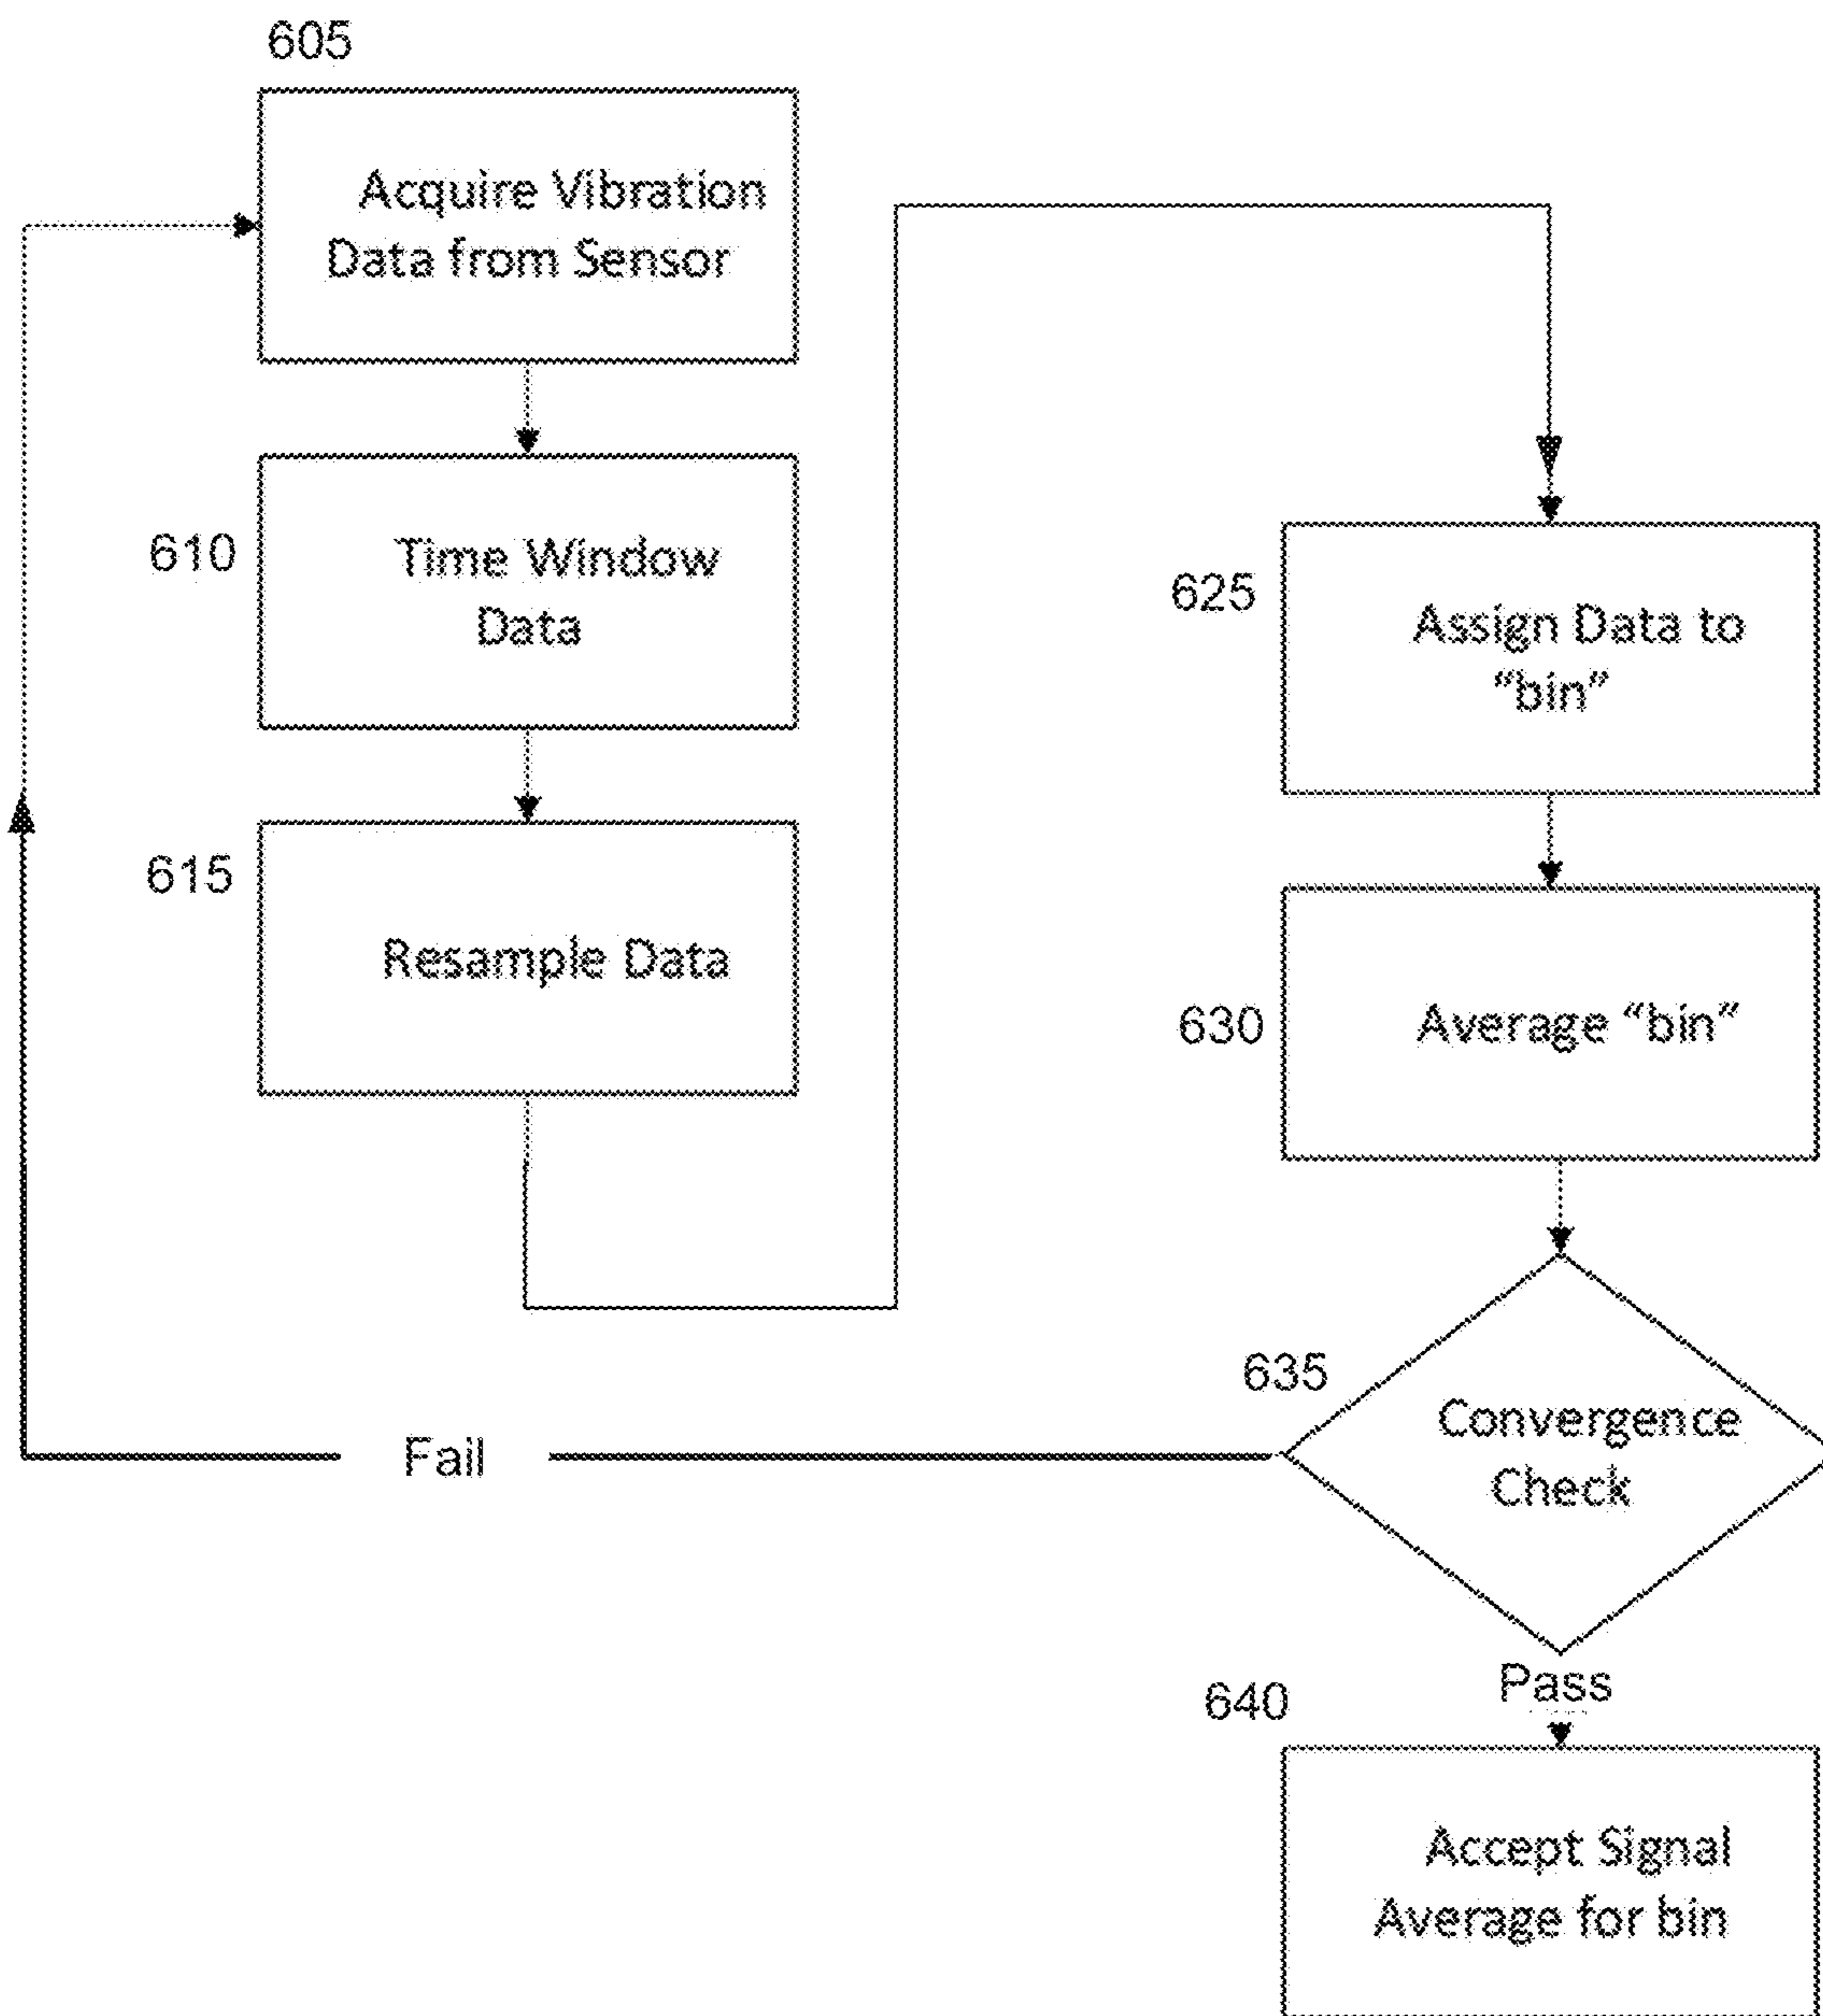 605
Acquire Vibration
Data from Sensor
610
Time Window
Data
615
Resample Data
625
Assign Data to
“bin”
630
Average “bin”
635
Convergence
Check
Fail
Pass
640
Accept Signal
Average for bin